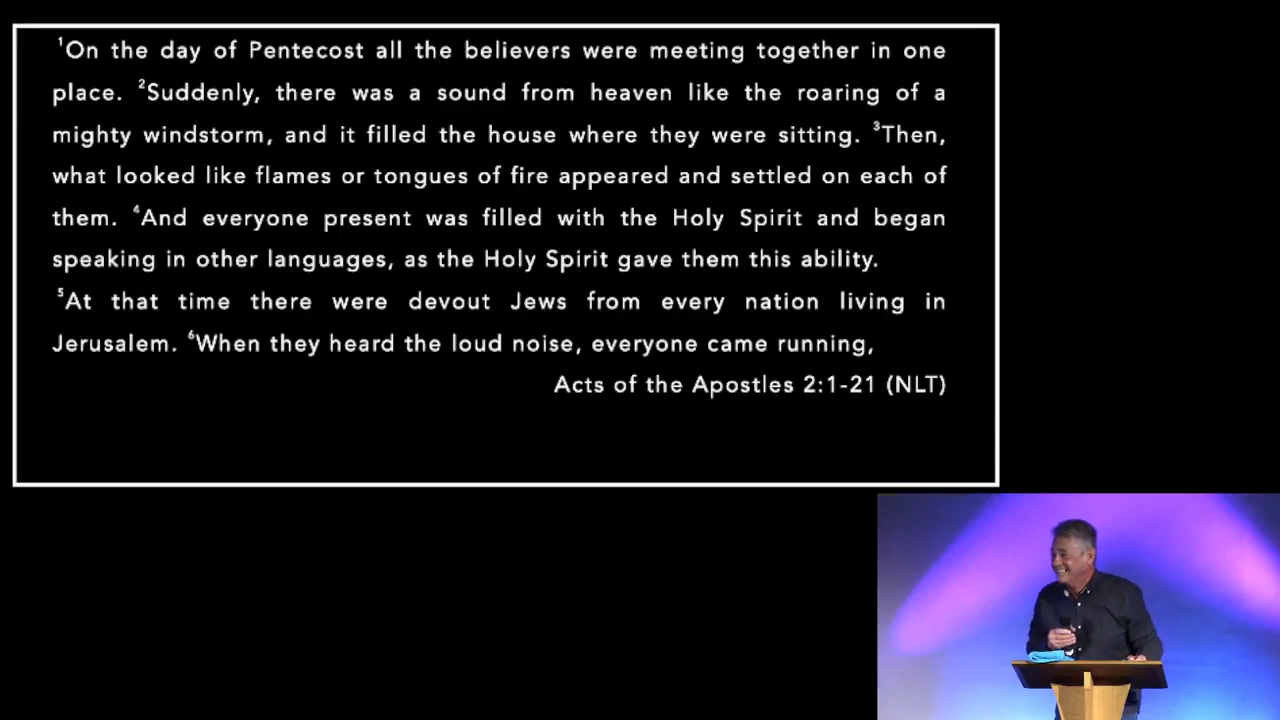 ¹On the day of Pentecost all the believers were meeting together in one
place. ²Suddenly, there was a sound from heaven like the roaring of a
mighty windstorm, and it filled the house where they were sitting. ³Then,
what looked like flames or tongues of fire appeared and settled on each of
them. ⁴And everyone present was filled with the Holy Spirit and began
speaking in other languages, as the Holy Spirit gave them this ability.
⁵At that time there were devout Jews from every nation living in
Jerusalem. ⁶When they heard the loud noise, everyone came running,
Acts of the Apostles 2:1-21 (NLT)